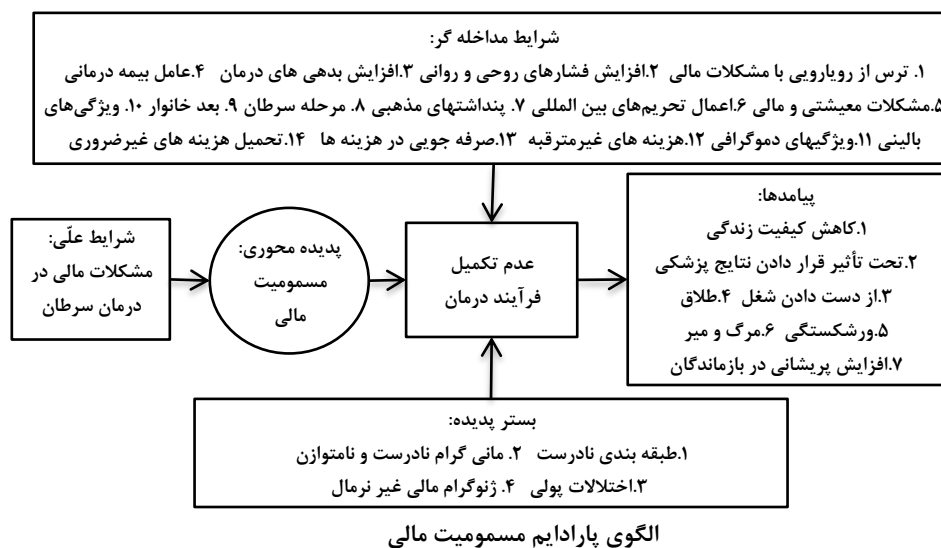 شرایط مداخله گر:
۱. ترس از رویارویی با مشکلات مالی ۲.افزایش فشارهای روحی و روانی ۳.افزایش بدهی های درمان ۴.عامل بیمه درمانی
۵.مشکلات معیشتی و مالی ۶.اعمال تحریم‌های بین المللی ۷. پنداشتهای مذهبی ۸. مرحله سرطان ۹. بعد خانوار ۱۰. ویژگی‌های
بالینی ۱۱.ویژگیهای دموگرافی ۱۲.هزینه های غیرمترقبه ۱۳.صرفه جویی در هزینه ها ۱۴.تحمیل هزینه های غیرضروری
شرایط علّی:
مشکلات مالی در
درمان سرطان
پدیده محوری:
مسمومیت
مالی
عدم تکمیل
فرآیند درمان
پیامدها:
۱.کاهش کیفیت زندگی
۲.تحت تأثیر قرار دادن نتایج پزشکی
۳.از دست دادن شغل ۴.طلاق
۵.ورشکستگی ۶.مرگ و میر
۷.افزایش پریشانی در بازماندگان
بستر پدیده:
۱.طبقه بندی نادرست ۲. مانی گرام نادرست و نامتوازن
۳.اختلالات پولی ۴. ژنوگرام مالی غیر نرمال
الگوی پارادایم مسمومیت مالی